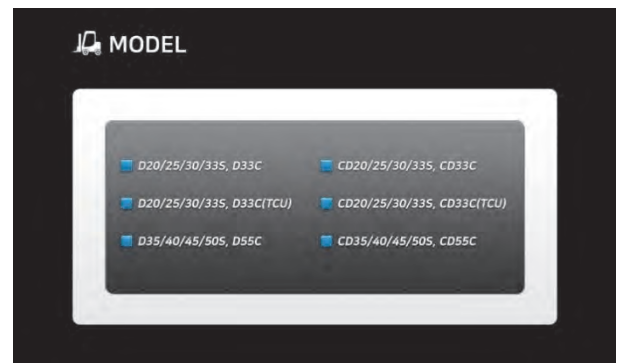 MODEL
D20/25/30/33S, D33C
CD20/25/30/33S, CD33C
D20/25/30/33S, D33C(TCU)
CD20/25/30/33S, CD33C(TCU)
D35/40/45/50S, D55C
CD35/40/45/50S, CD55C